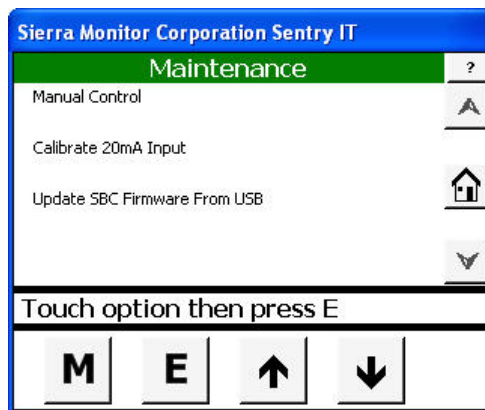 Sierra Monitor Corporation Sentry IT
Maintenance
?
Manual Control
Calibrate 20mA Input
Update SBC Firmware From USB
Touch option then press E
M E